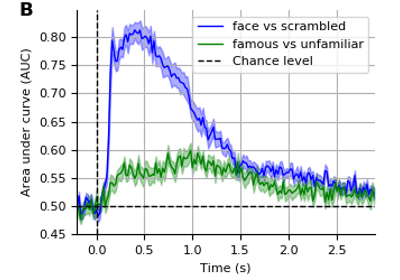 B
face vs scrambled
famous vs unfamiliar
Chance level
Area under curve (AUC)
0.80
0.75
0.70
0.65
0.60
0.55
0.50
0.45
0.0 0.5 1.0 1.5 2.0 2.5
Time (s)